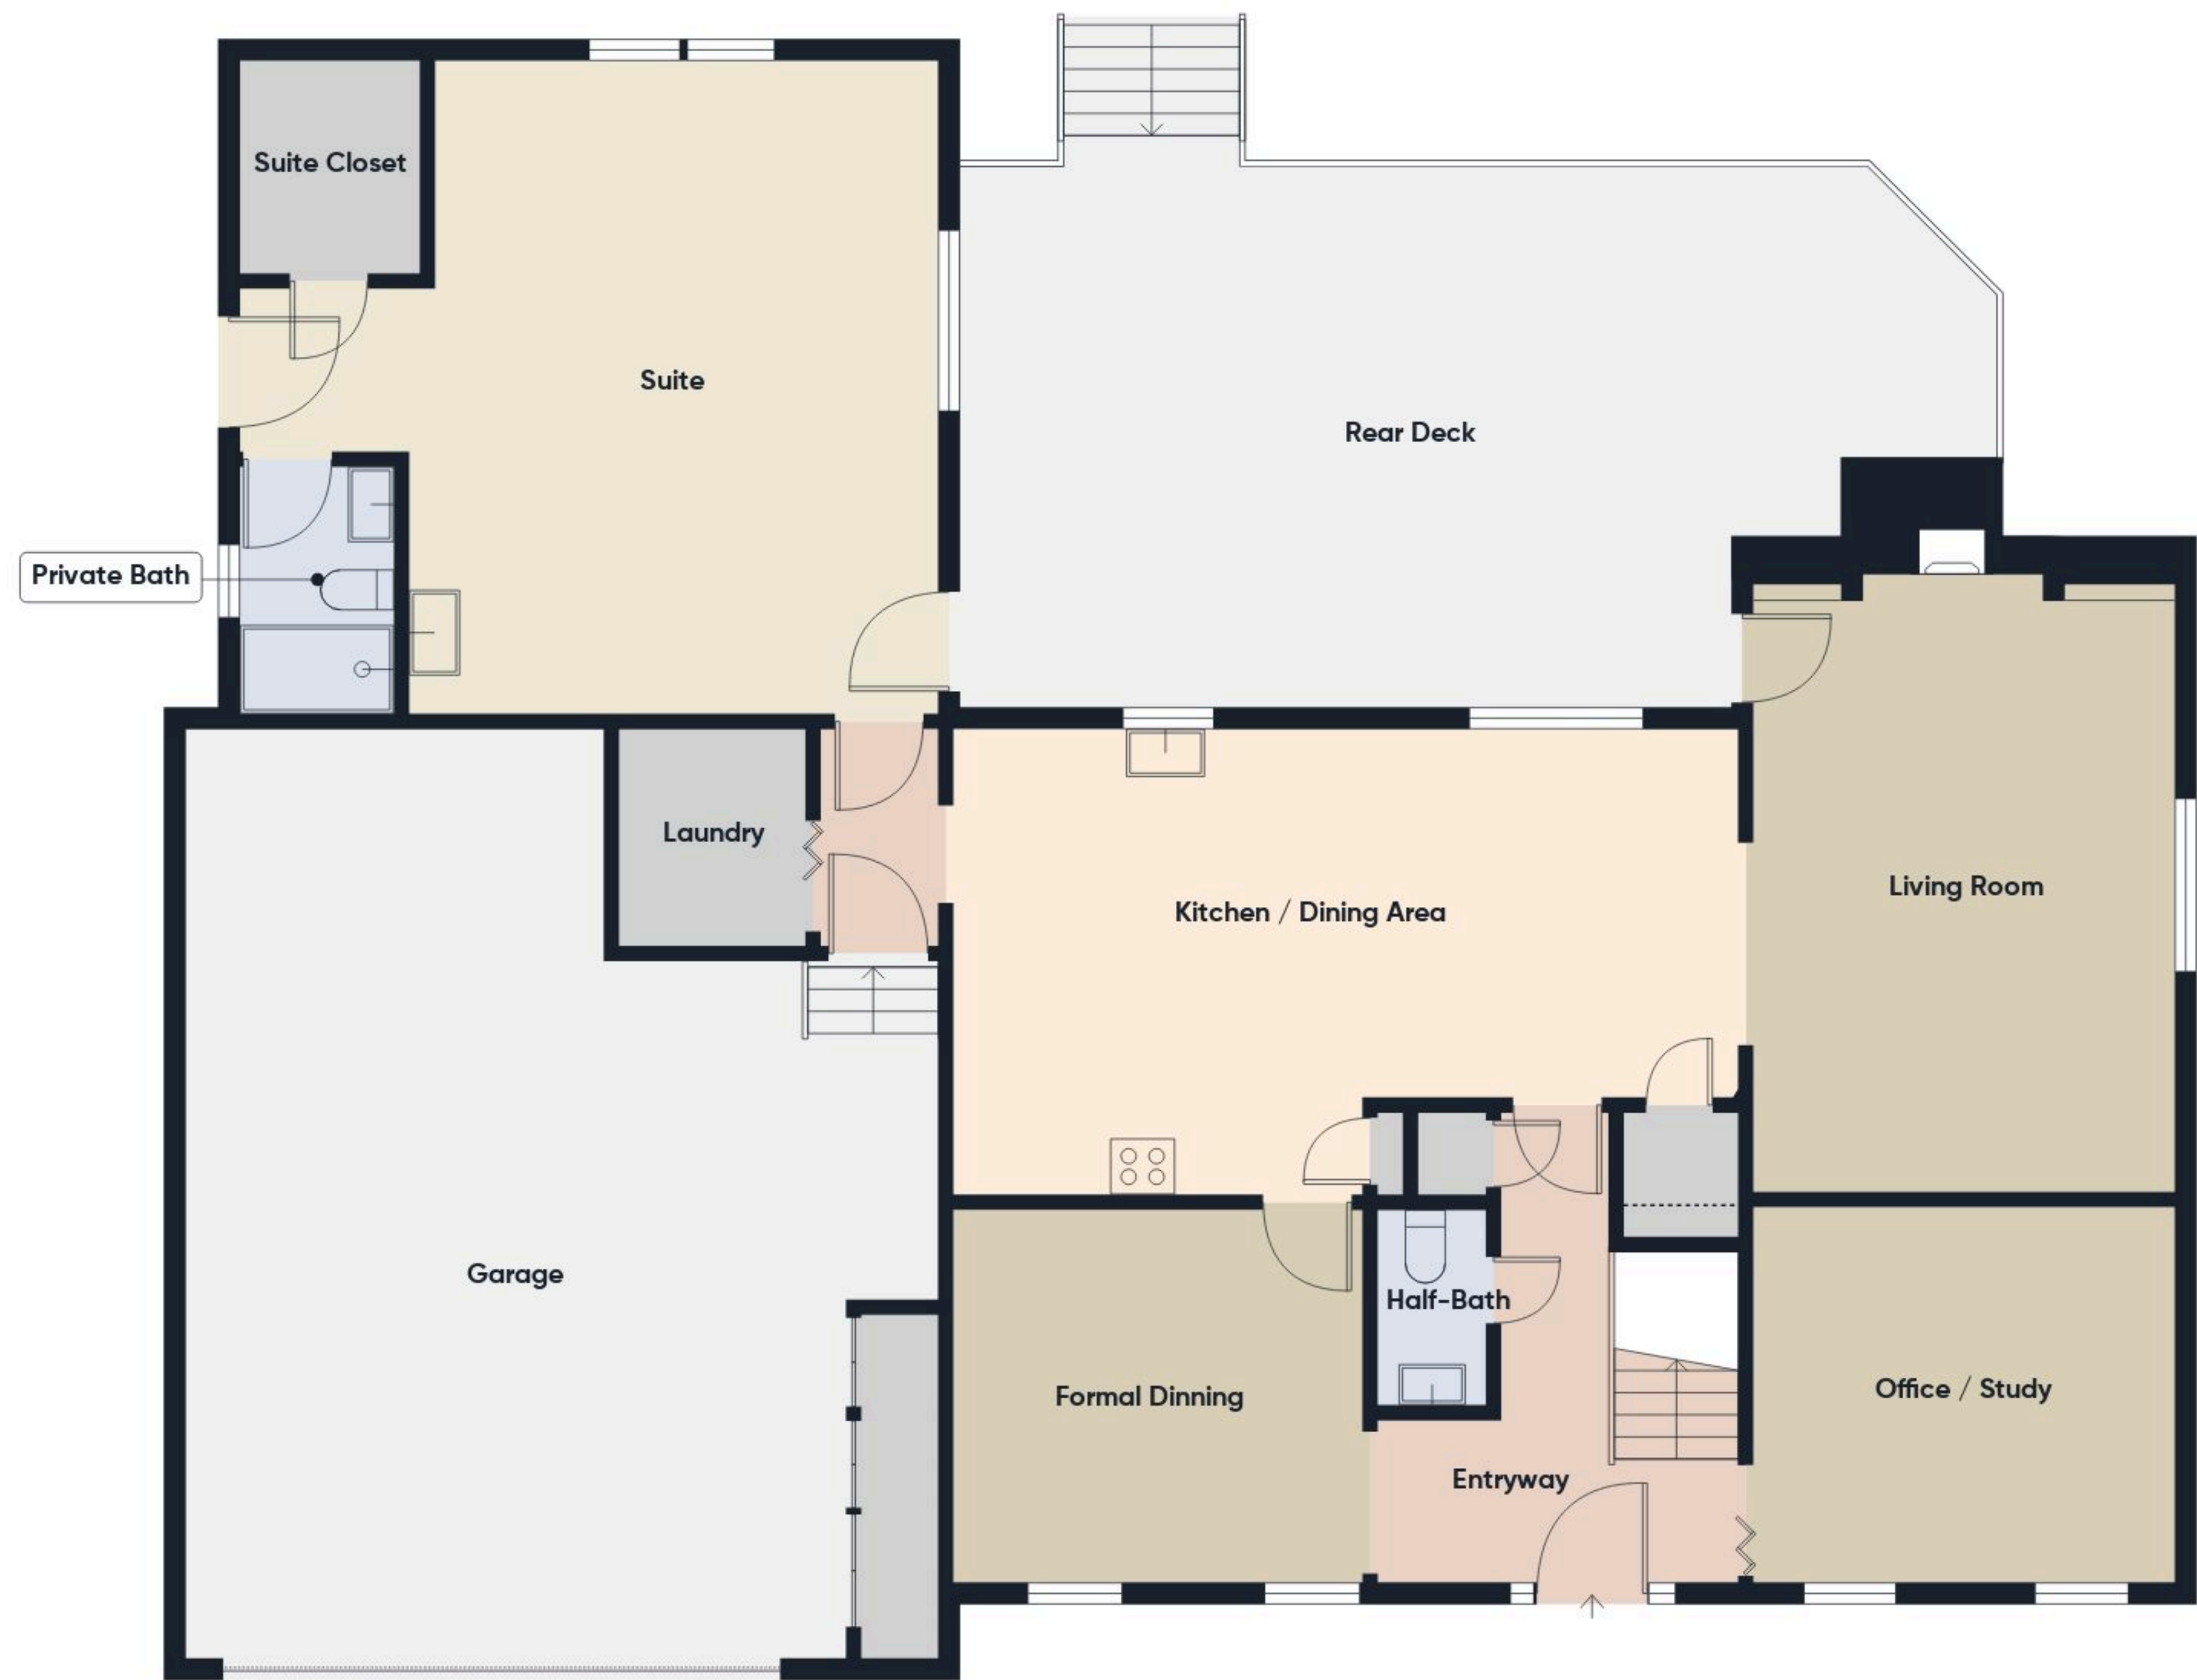 Suite Closet
Suite
Rear Deck
Private Bath
Laundry
Kitchen / Dining Area
Living Room
Garage
Half-Bath
Formal Dinning
Office / Study
Entryway